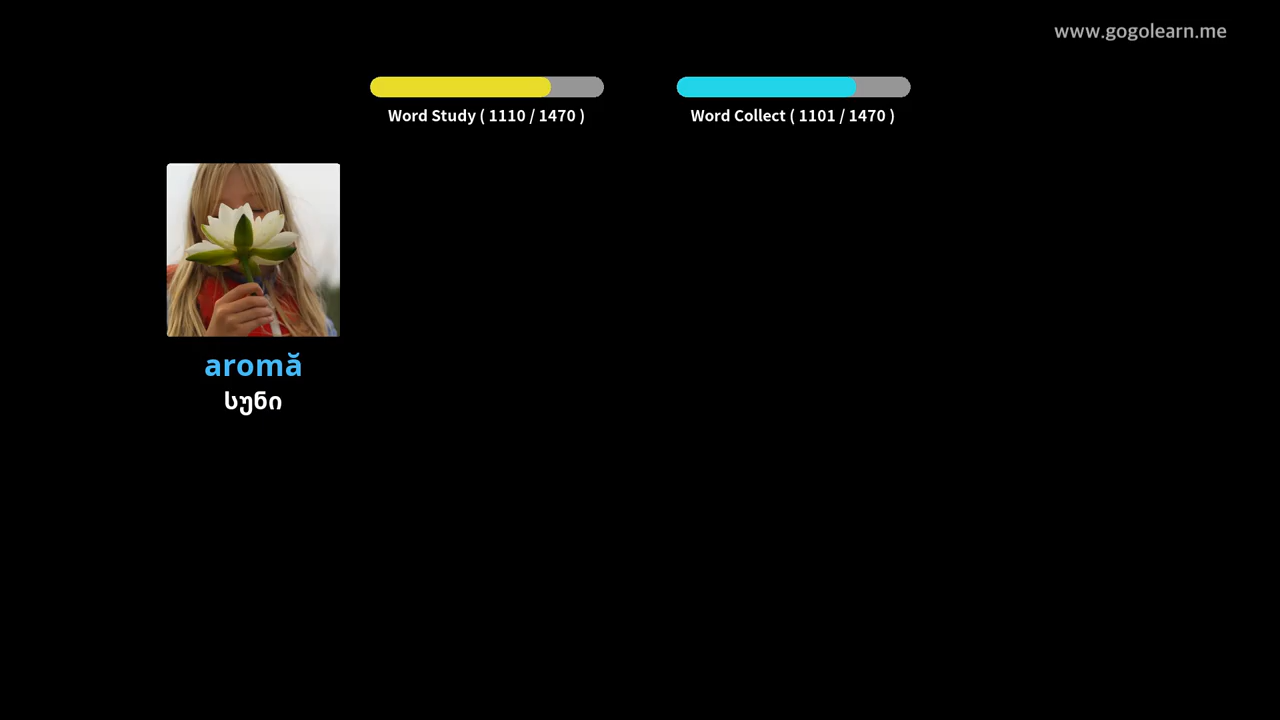 www.gogolearn.me
Word Study ( 1110 / 1470 )
Word Collect ( 1101 / 1470 )
aromă
სუნი